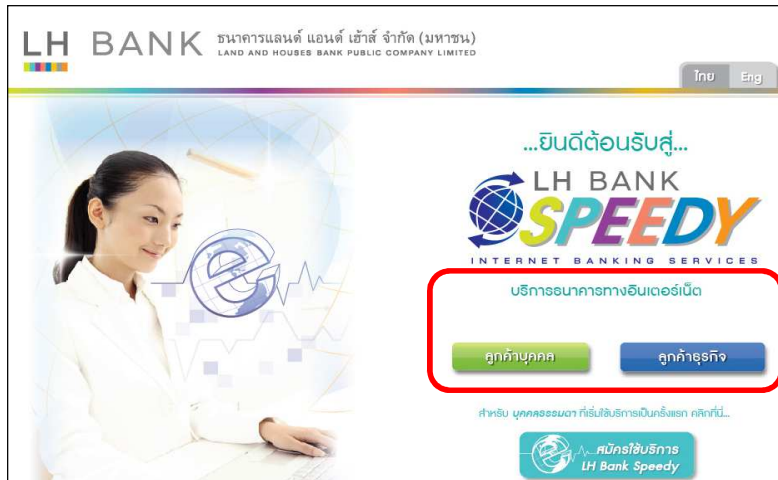 LH BANK
ธนาคารแลนด์ แอนด์ เฮ้าส์ จำกัด (มหาชน)
LAND AND HOUSES BANK PUBLIC COMPANY LIMITED
ไทย Eng
...ยินดีต้อนรับสู่...
LH BANK
SPEEDY
INTERNET BANKING SERVICES
บริการธนาคารทางอินเตอร์เน็ต
ลูกค้าบุคคล ลูกค้าธุรกิจ
สำหรับ บุคคลธรรมดา ที่เริ่มใช้บริการเป็นครั้งแรก คลิกที่นี่...
สมัครใช้บริการ
LH Bank Speedy